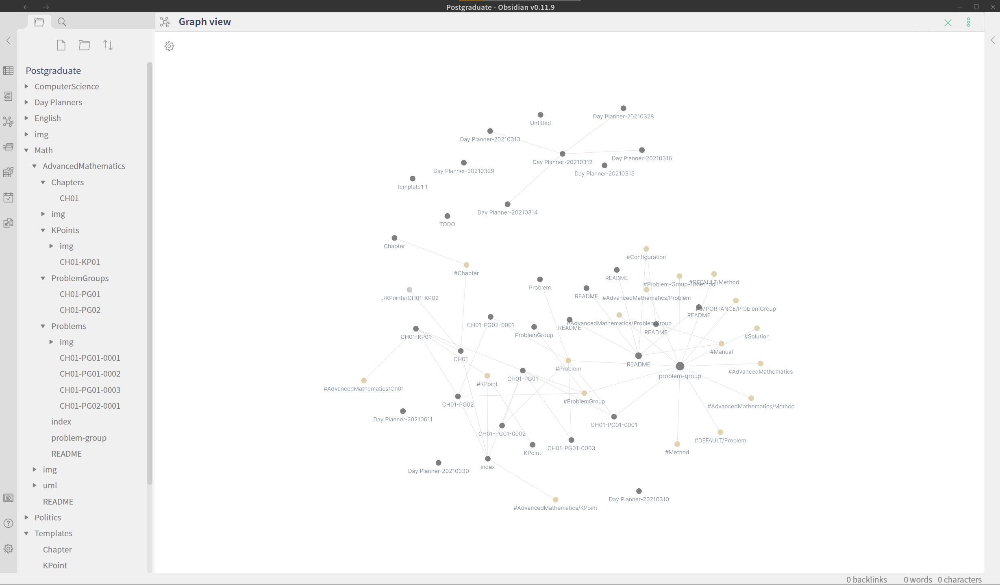 Postgraduate - Obsidian v0.11.9
Graph view
Postgraduate
ComputerScience
Day Planners
English
img
Math
AdvancedMathematics
Chapters
CH01
img
KPoints
img
CH01-KP01
ProblemGroups
CH01-PG01
CH01-PG02
Problems
img
CH01-PG01-0001
CH01-PG01-0002
CH01-PG01-0003
CH01-PG02-0001
index
problem-group
README
img
uml
README
Politics
Templates
Chapter
KPoint
Day Planner-20210328
Untitled
Day Planner-20210313
Day Planner-20210316
Day Planner-20210312
Day Planner-20210329
Day Planner-20210315
template1 1
Day Planner-20210314
TODO
Chapter
#Configuration
#Chapter
README
#DEFAULT/Method
#Problem-Group-1/Method
Problem
README
#AdvancedMathematics/Problem
../KPoints/CH01-KP02
#IMPORTANCE/ProblemGroup
README
#AdvancedMathematics/ProblemGroup
CH01-PG02-0001
README
README
ProblemGroup
CH01-KP01
#Solution
#Manual
CH01
README
#Problem
#AdvancedMathematics
problem-group
CH01-PG01
#KPoint
#AdvancedMathematics/Ch01
#ProblemGroup
CH01-PG02
#AdvancedMathematics/Method
Day Planner-20210611
CH01-PG01-0001
CH01-PG01-0002
#DEFAULT/Problem
CH01-PG01-0003
#Method
KPoint
index
Day Planner-20210330
Day Planner-20210310
#AdvancedMathematics/KPoint
0 backlinks 0 words 0 characters